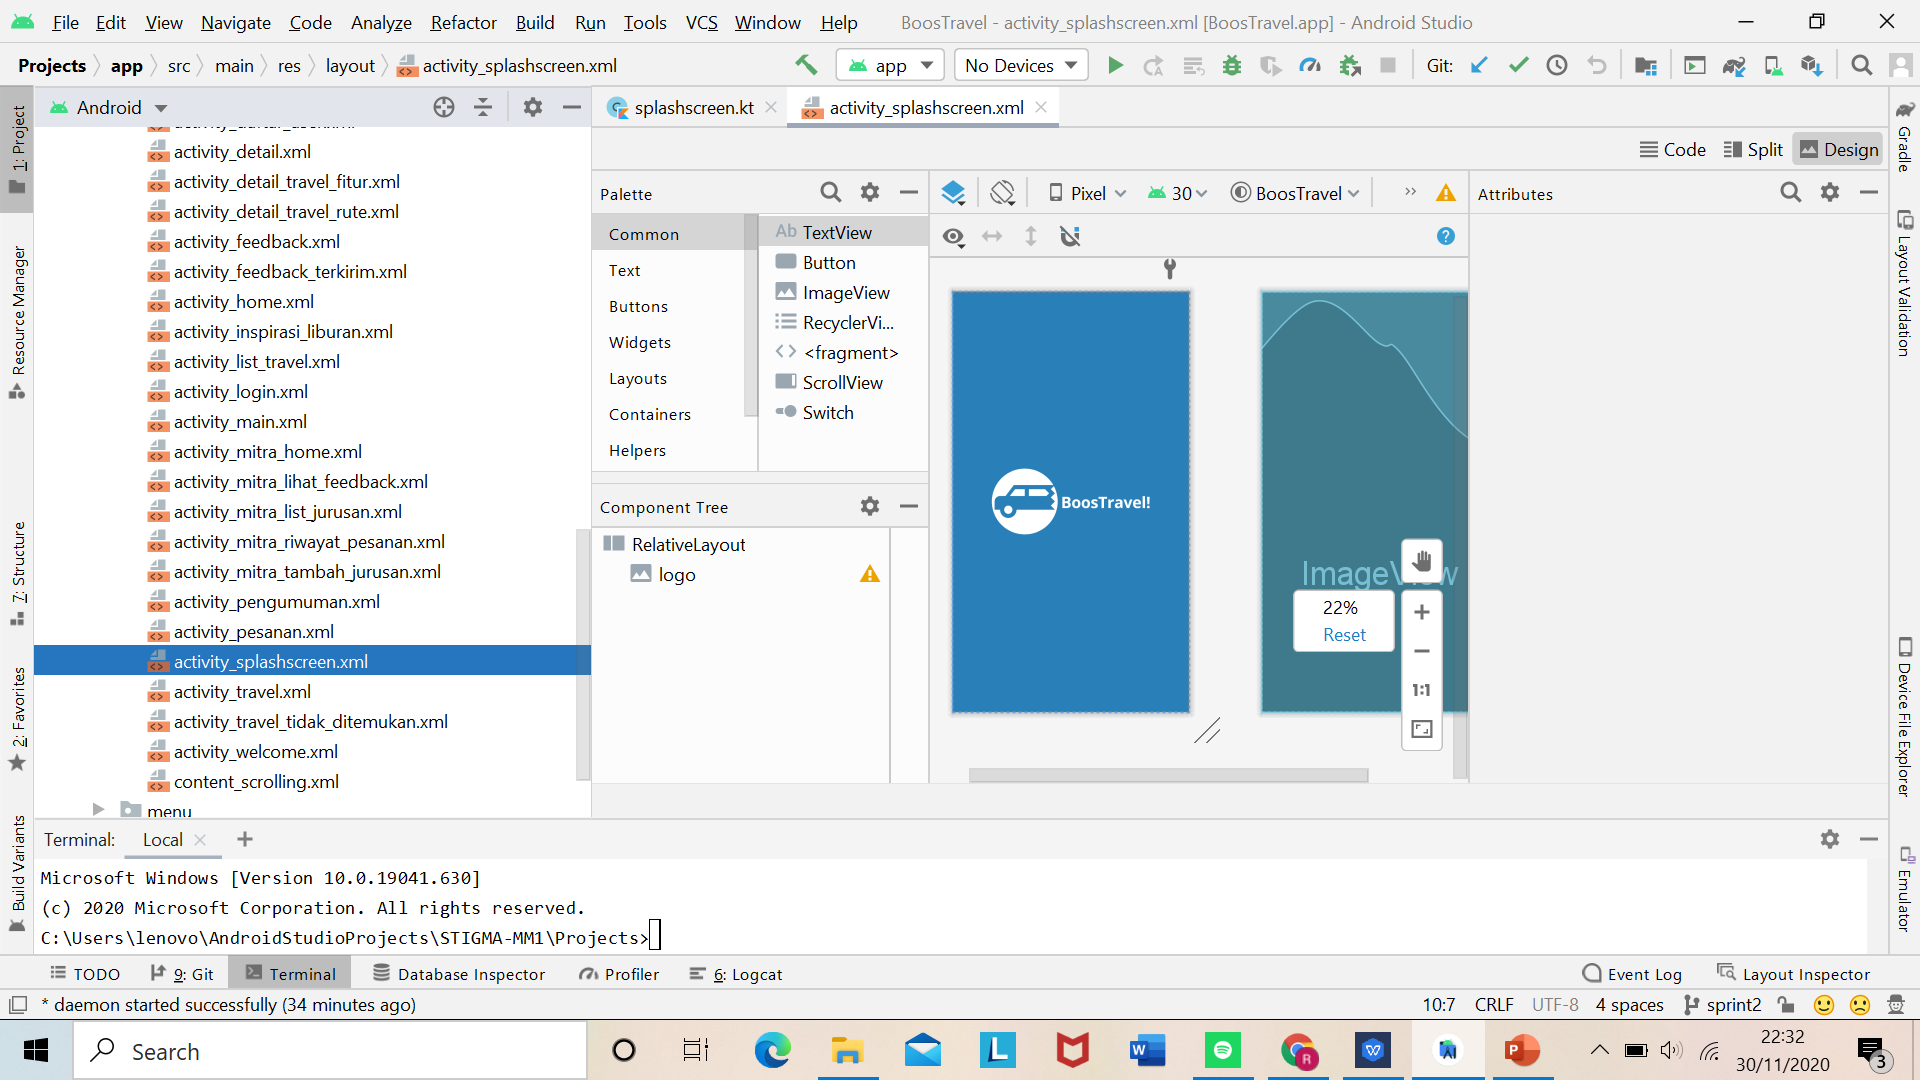 File Edit View Navigate Code Analyze Refactor Build Run Tools VCS Window Help BoosTravel - activity_splashscreen.xml [BoosTravel.app] - Android Studio
Projects app src main res layout activity_splashscreen.xml app No Devices Git:
Android
splashscreen.kt
activity_splashscreen.xml
Code Split Design
1: Project
Resource Manager
7: Structure
2: Favorites
Build Variants
activity_detail.xml
activity_detail_travel_fitur.xml
activity_detail_travel_rute.xml
activity_feedback.xml
activity_feedback_terkirim.xml
activity_home.xml
activity_inspirasi_liburan.xml
activity_list_travel.xml
activity_login.xml
activity_main.xml
activity_mitra_home.xml
activity_mitra_lihat_feedback.xml
activity_mitra_list_jurusan.xml
activity_mitra_riwayat_pesanan.xml
activity_mitra_tambah_jurusan.xml
activity_pengumuman.xml
activity_pesanan.xml
activity_splashscreen.xml
activity_travel.xml
activity_travel_tidak_ditemukan.xml
activity_welcome.xml
content_scrolling.xml
menu
Palette
Common
Text
Buttons
Widgets
Layouts
Containers
Helpers
Ab TextView
Button
ImageView
RecyclerVi...
<fragment>
ScrollView
Switch
Component Tree
RelativeLayout
logo
Pixel 30 BoosTravel
BoosTravel!
ImageView
22%
Reset
1:1
Attributes
Gradle
Layout Validation
Device File Explorer
Emulator
Terminal: Local
Microsoft Windows [Version 10.0.19041.630]
(c) 2020 Microsoft Corporation. All rights reserved.
C:\Users\lenovo\AndroidStudioProjects\STIGMA-MM1\Projects>
TODO 9: Git Terminal Database Inspector Profiler 6: Logcat Event Log Layout Inspector
* daemon started successfully (34 minutes ago) 10:7 CRLF UTF-8 4 spaces sprint2
Search
22:32
30/11/2020
3